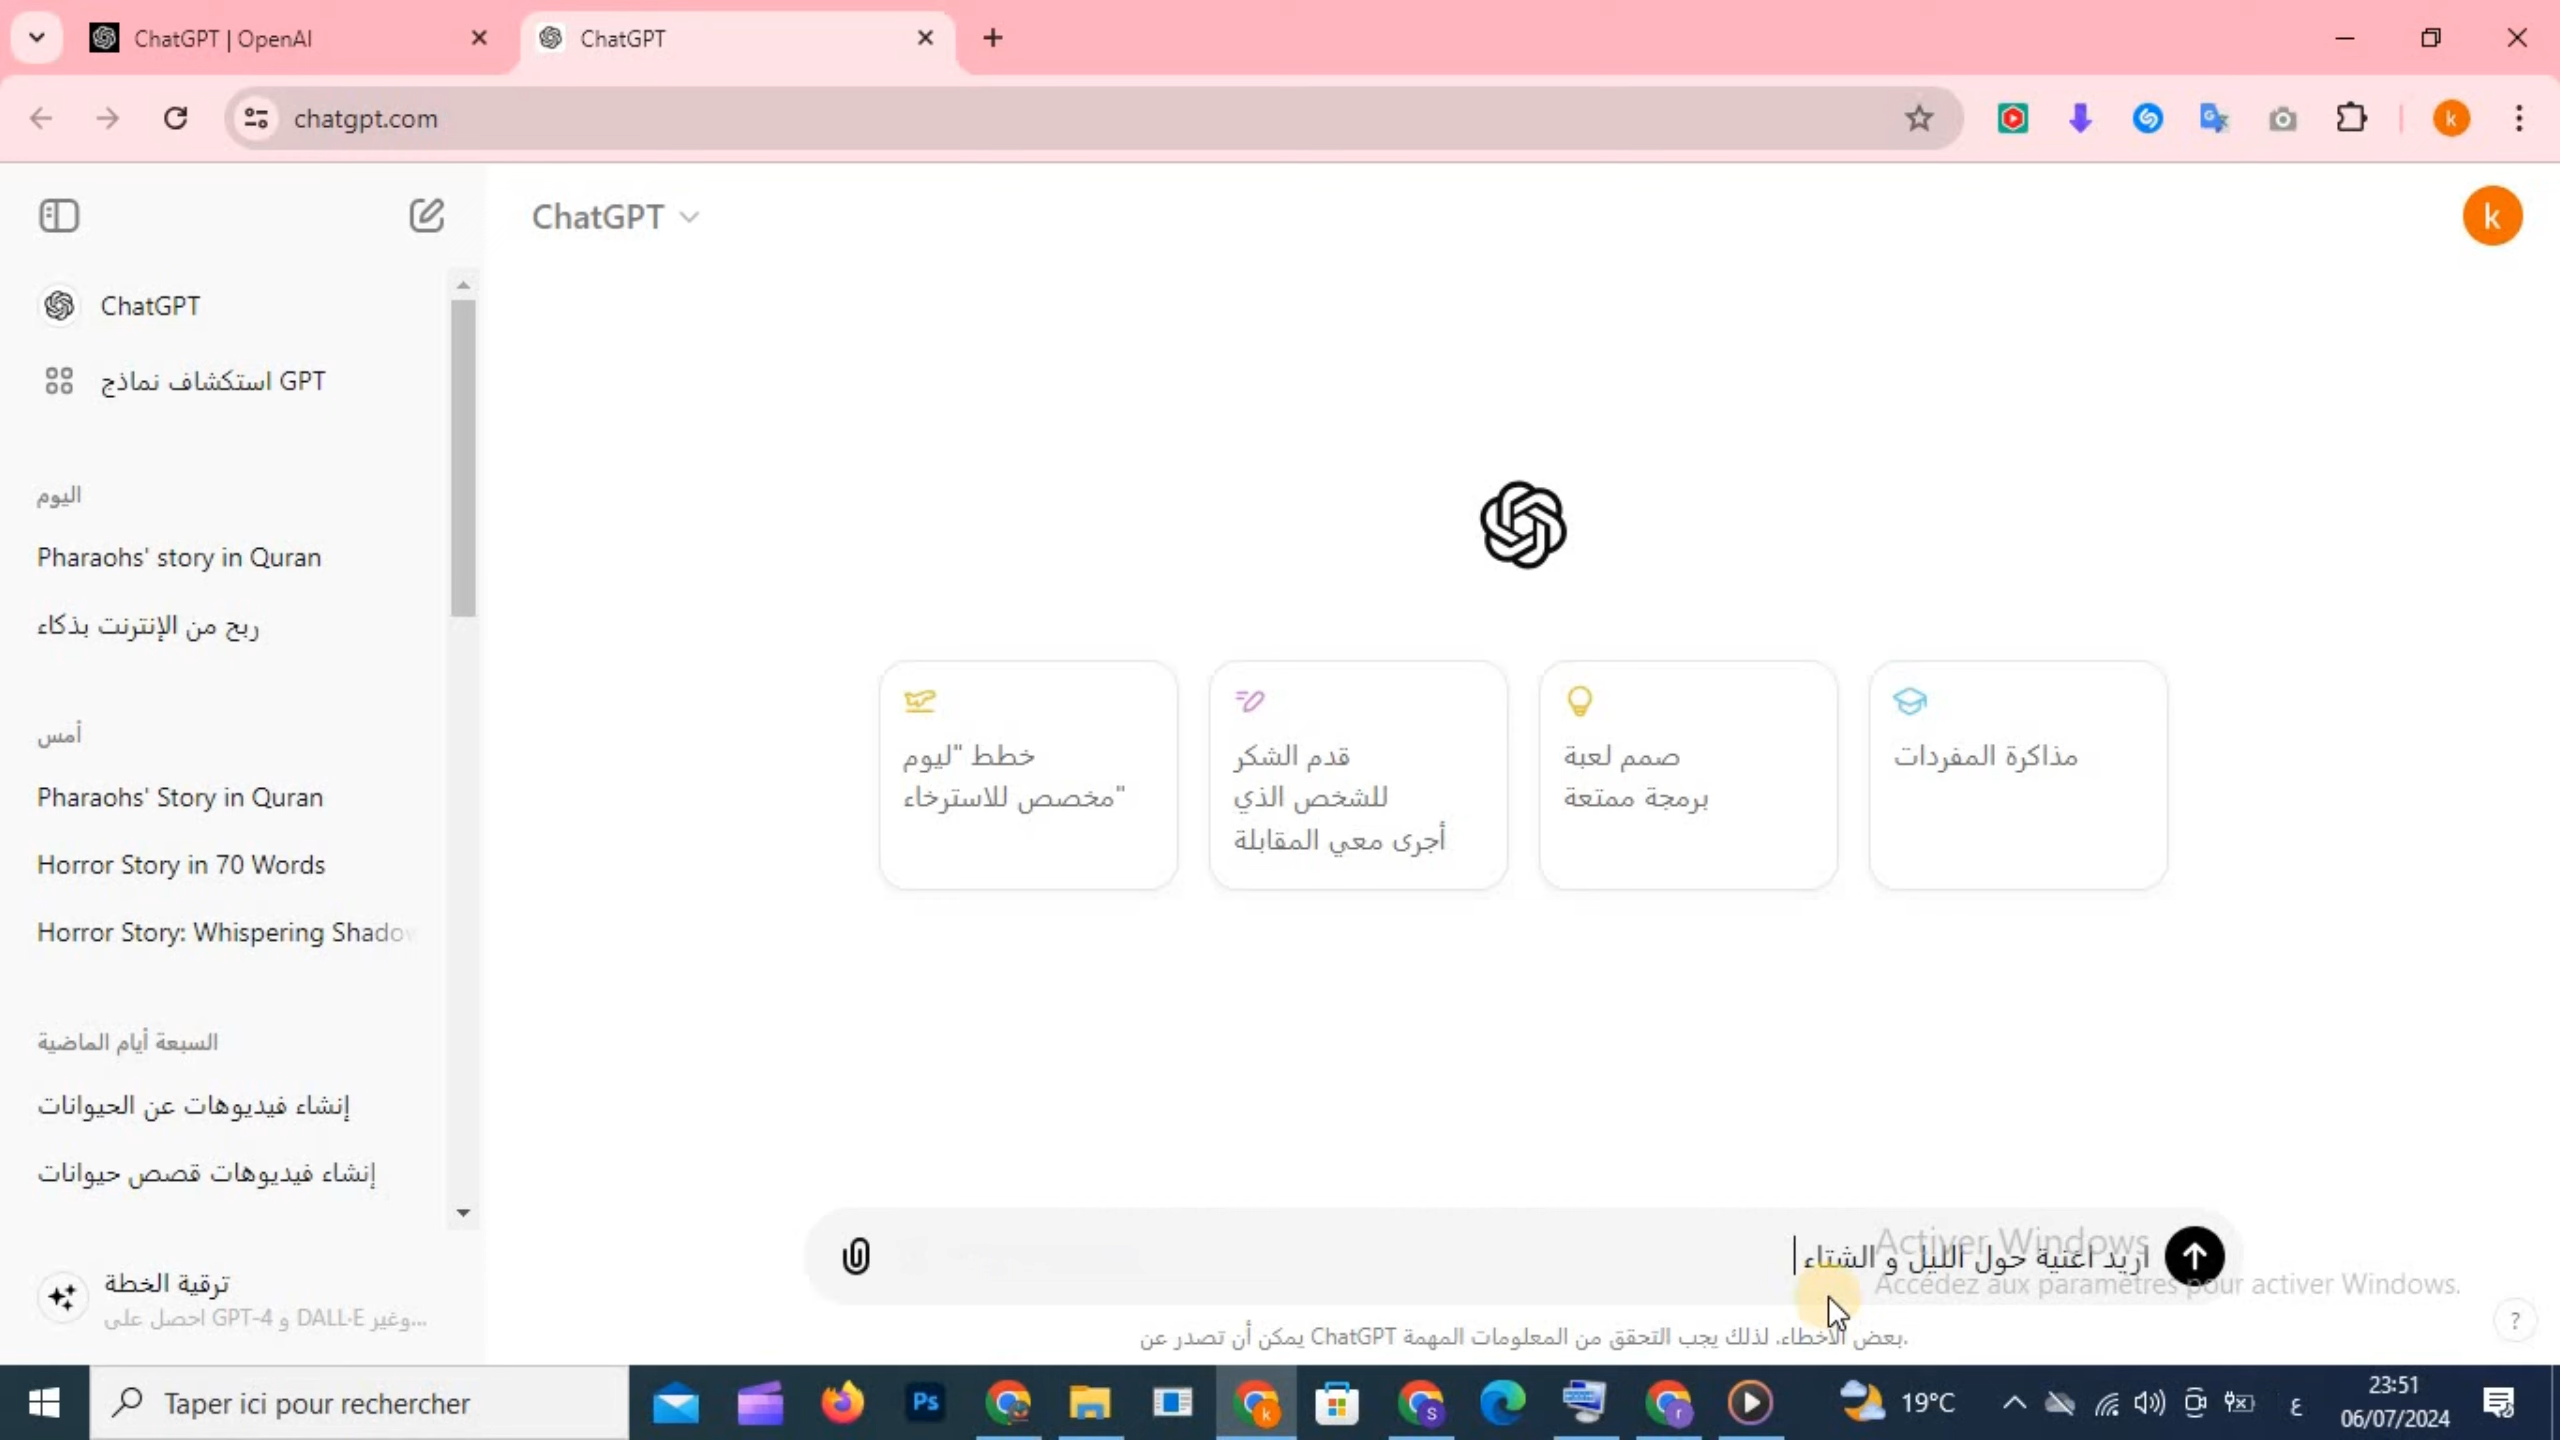 ChatGPT | OpenAI
ChatGPT
chatgpt.com
k
ChatGPT
k
ChatGPT
استكشاف نماذج GPT
اليوم
Pharaohs' story in Quran
ربح من الإنترنت بذكاء
أمس
Pharaohs' Story in Quran
Horror Story in 70 Words
Horror Story: Whispering Shadow
السبعة أيام الماضية
إنشاء فيديوهات عن الحيوانات
إنشاء فيديوهات قصص حيوانات
ترقية الخطة
احصل على GPT-4 و DALL·E وغير...
خطط "ليوم
مخصص للاسترخاء"
قدم الشكر
للشخص الذي
أجرى معي المقابلة
صمم لعبة
برمجة ممتعة
مذاكرة المفردات
اريد اغنية حول الليل و الشتاء
Activer Windows
Accédez aux paramètres pour activer Windows.
يمكن أن تصدر عن ChatGPT بعض الأخطاء. لذلك يجب التحقق من المعلومات المهمة.
?
Taper ici pour rechercher
Ps
k
s
r
19°C
ع
23:51
06/07/2024